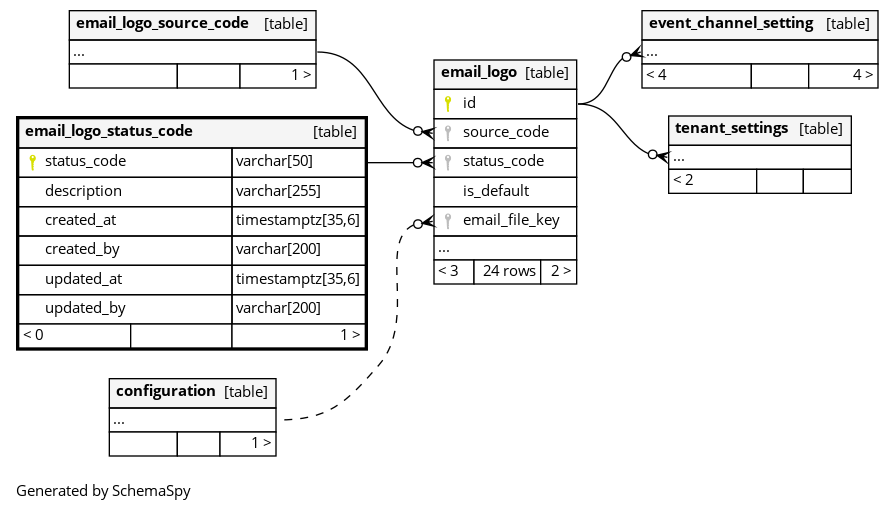 email_logo_source_code [table]
...
1 >
email_logo_status_code [table]
status_code varchar[50]
description varchar[255]
created_at timestamptz[35,6]
created_by varchar[200]
updated_at timestamptz[35,6]
updated_by varchar[200]
< 0 1 >
configuration [table]
...
1 >
email_logo [table]
id
source_code
status_code
is_default
email_file_key
...
< 3 24 rows 2 >
event_channel_setting [table]
...
< 4 4 >
tenant_settings [table]
...
< 2
Generated by SchemaSpy